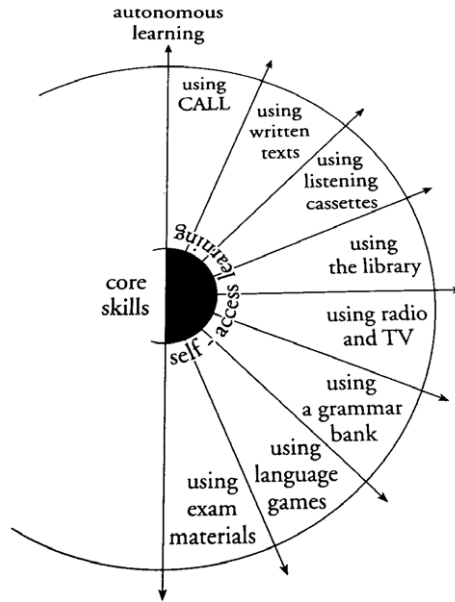 autonomous
learning
using
CALL
using
written
texts
using
listening
cassettes
using
the library
using radio
and TV
using
a grammar
bank
using
language
games
using
exam
materials
core
skills
self - access learning